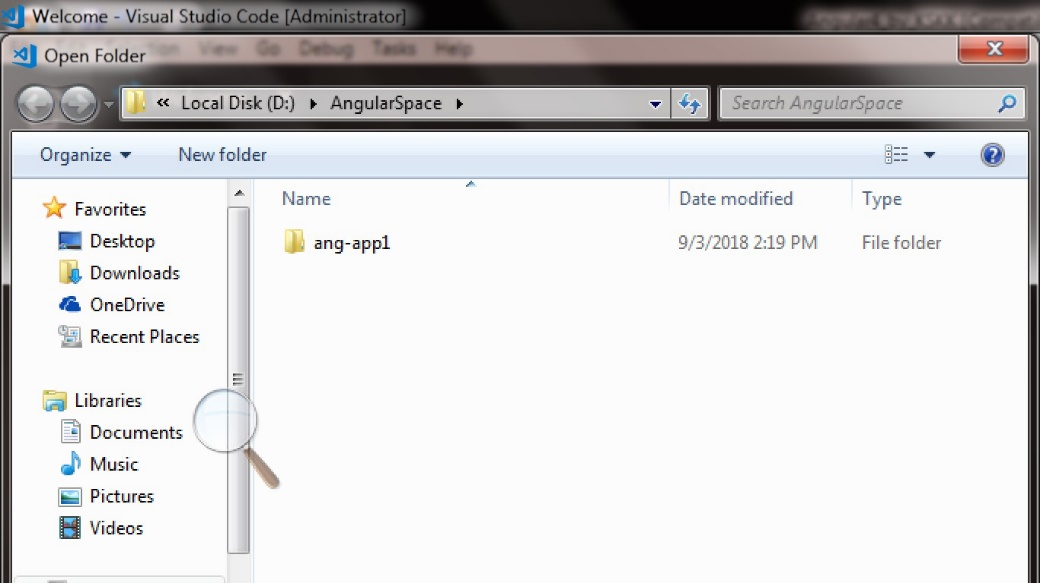 Welcome - Visual Studio Code [Administrator]
View Go Debug Tasks Help
Open Folder
« Local Disk (D:) ▸ AngularSpace ▸
Search AngularSpace
Organize ▼ New folder
Name Date modified Type
Favorites
Desktop
Downloads
OneDrive
Recent Places
Libraries
Documents
Music
Pictures
Videos
ang-app1 9/3/2018 2:19 PM File folder